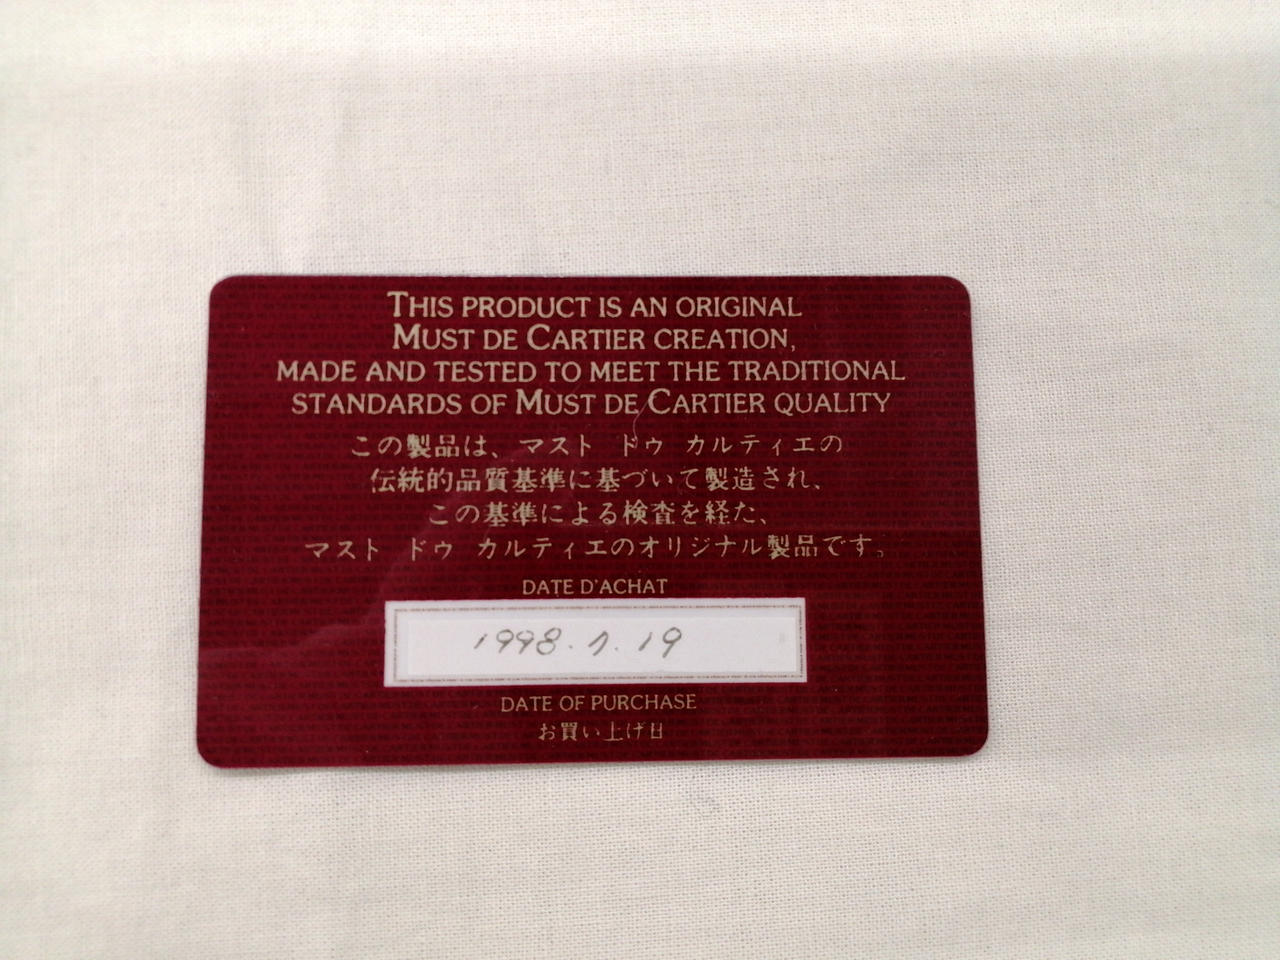 THIS PRODUCT IS AN ORIGINAL
MUST DE CARTIER CREATION,
MADE AND TESTED TO MEET THE TRADITIONAL
STANDARDS OF MUST DE CARTIER QUALITY
この製品は、マスト ドゥ カルティエの
伝統的品質基準に基づいて製造され、
この基準による検査を経た、
マスト ドゥ カルティエのオリジナル製品です。
DATE D'ACHAT
1998.7.19
DATE OF PURCHASE
お買い上げ日